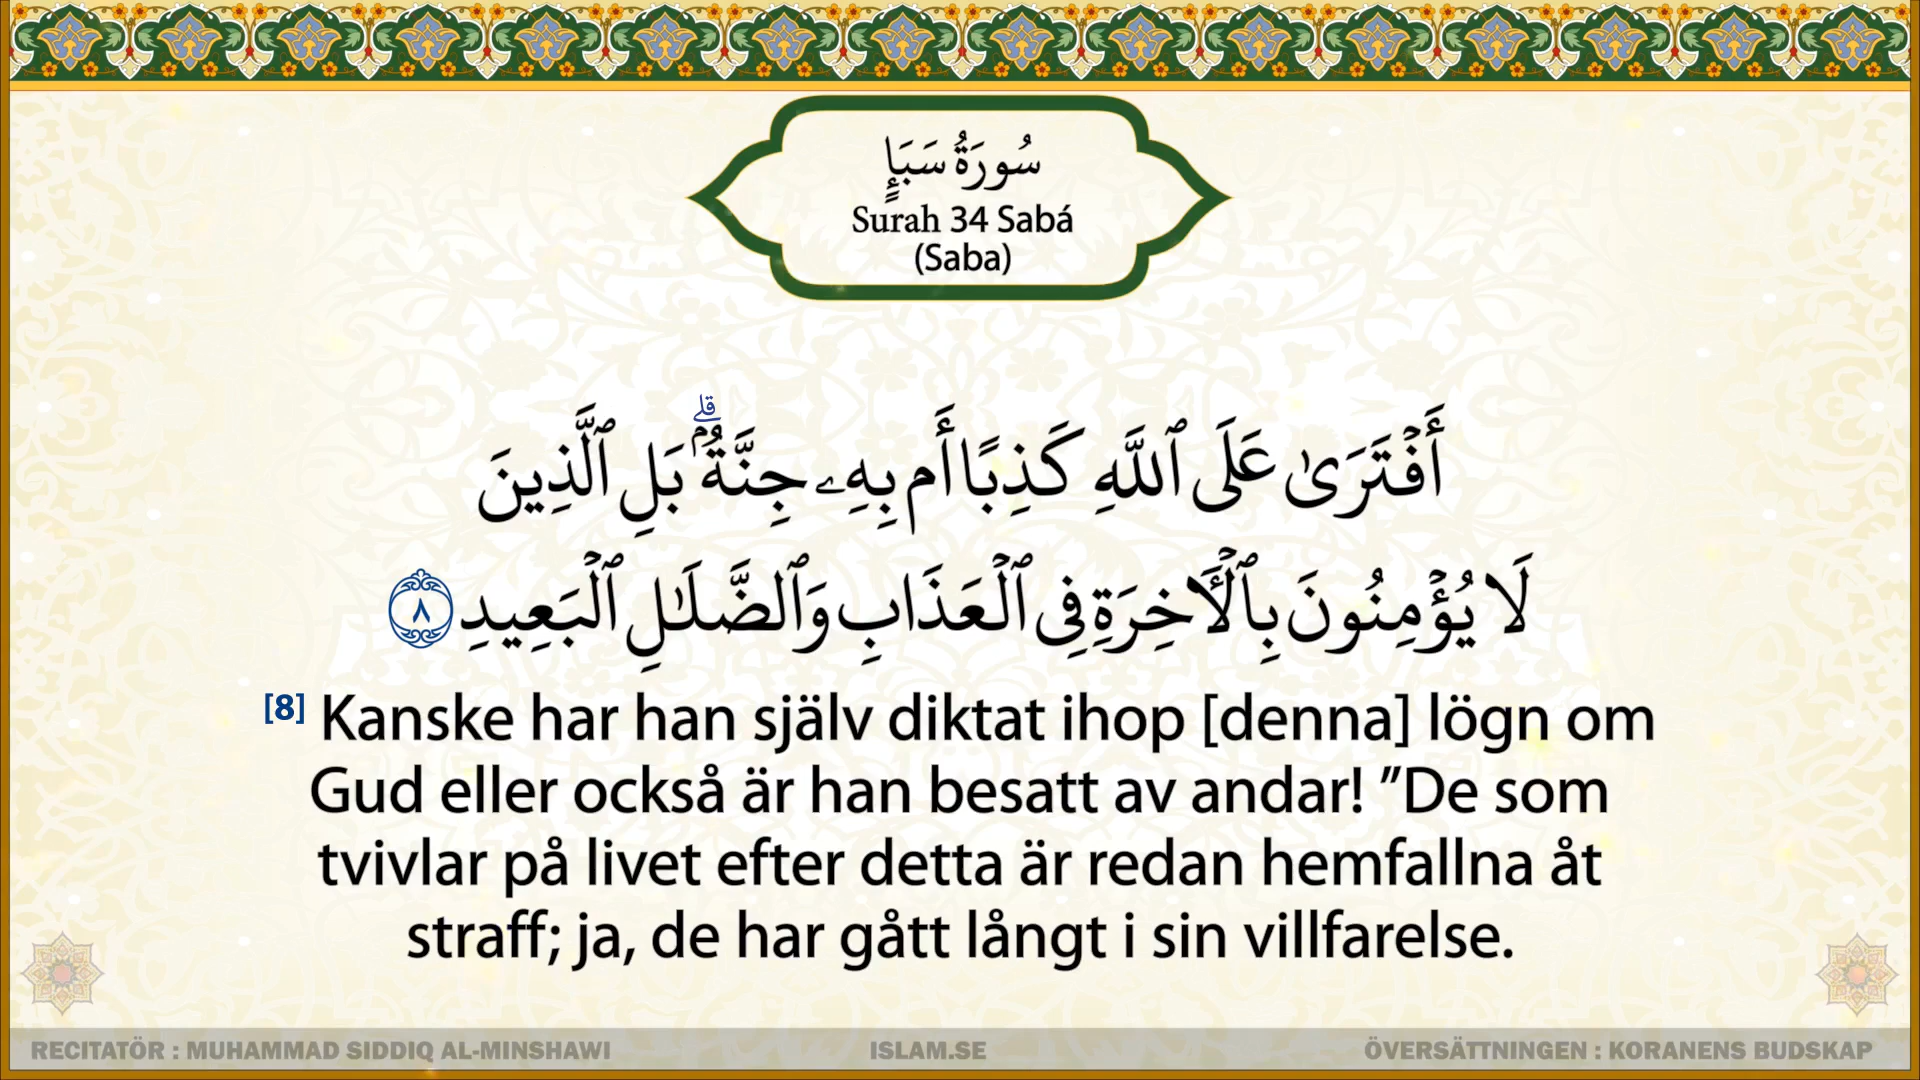 سُورَةُ سَبَإٍ
Surah 34 Sabá
(Saba)
أَفۡتَرَىٰ عَلَى ٱللَّهِ كَذِبًا أَم بِهِۦ جِنَّةُۢۗ بَلِ ٱلَّذِينَ
لَا يُؤۡمِنُونَ بِٱلۡأٓخِرَةِ فِي ٱلۡعَذَابِ وَٱلضَّلَٰلِ ٱلۡبَعِيدِ ٨
[8] Kanske har han själv diktat ihop [denna] lögn om
Gud eller också är han besatt av andar! ”De som
tvivlar på livet efter detta är redan hemfallna åt
straff; ja, de har gått långt i sin villfarelse.
RECITATÖR : MUHAMMAD SIDDIQ AL-MINSHAWI
ISLAM.SE
ÖVERSÄTTNINGEN : KORANENS BUDSKAP